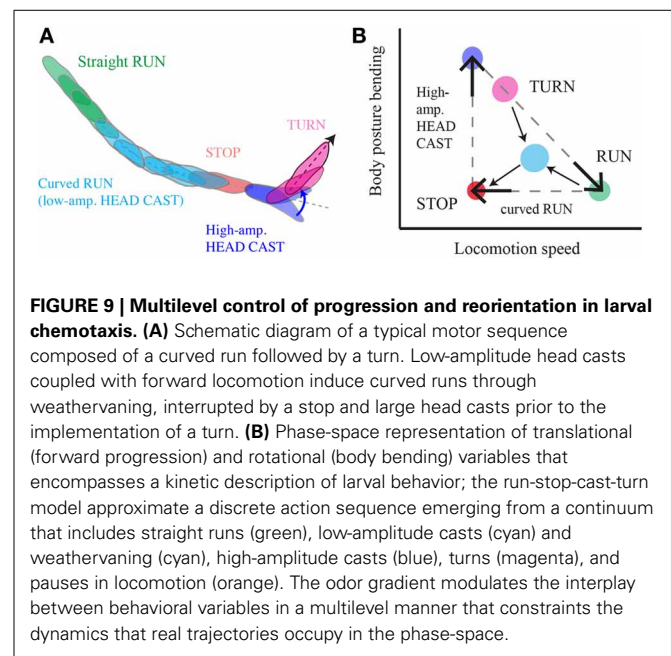 A
B
Straight RUN
TURN
STOP
Curved RUN
(low-amp. HEAD CAST)
High-amp.
HEAD CAST
Body posture bending
High-
amp.
HEAD
CAST
TURN
RUN
STOP
curved RUN
Locomotion speed
FIGURE 9 | Multilevel control of progression and reorientation in larval
chemotaxis. (A) Schematic diagram of a typical motor sequence
composed of a curved run followed by a turn. Low-amplitude head casts
coupled with forward locomotion induce curved runs through
weathervaning, interrupted by a stop and large head casts prior to the
implementation of a turn. (B) Phase-space representation of translational
(forward progression) and rotational (body bending) variables that
encompasses a kinetic description of larval behavior; the run-stop-cast-turn
model approximate a discrete action sequence emerging from a continuum
that includes straight runs (green), low-amplitude casts (cyan) and
weathervaning (cyan), high-amplitude casts (blue), turns (magenta), and
pauses in locomotion (orange). The odor gradient modulates the interplay
between behavioral variables in a multilevel manner that constraints the
dynamics that real trajectories occupy in the phase-space.